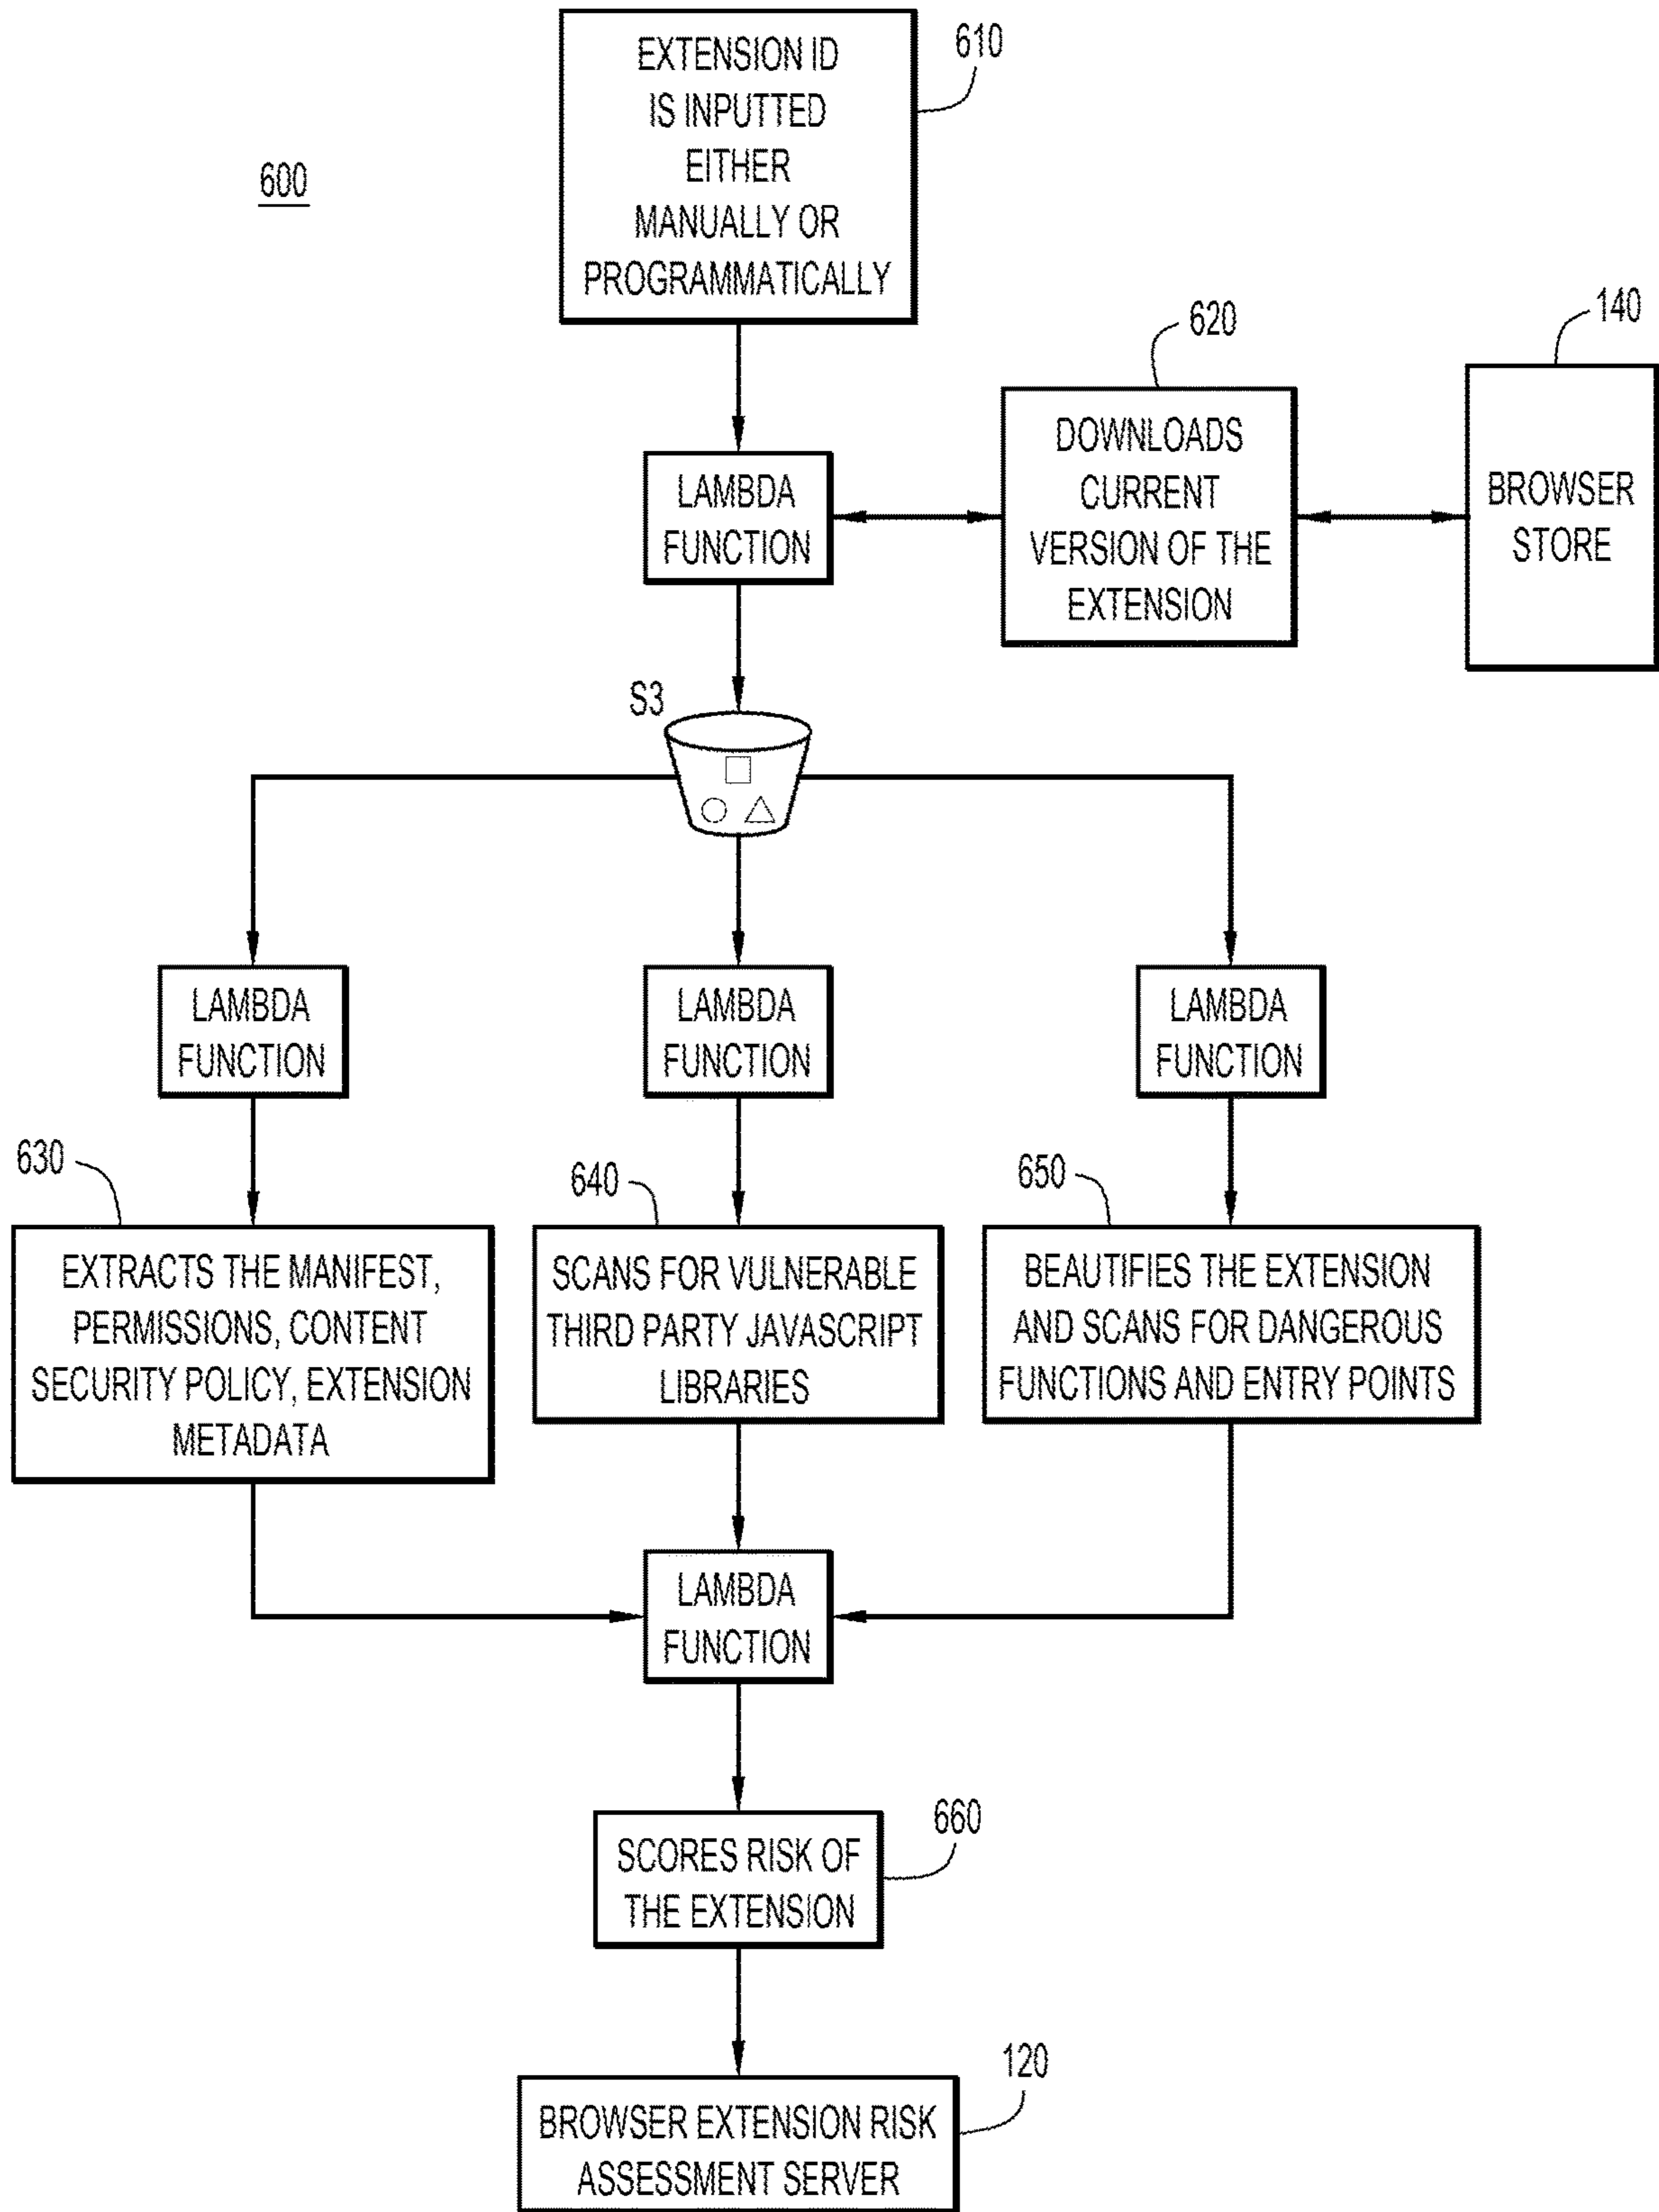 EXTENSION ID
IS INPUTTED
EITHER
MANUALLY OR
PROGRAMMATICALLY
610
600
620
140
LAMBDA
FUNCTION
DOWNLOADS
CURRENT
VERSION OF THE
EXTENSION
BROWSER
STORE
S3
LAMBDA
FUNCTION
LAMBDA
FUNCTION
LAMBDA
FUNCTION
630
EXTRACTS THE MANIFEST,
PERMISSIONS, CONTENT
SECURITY POLICY, EXTENSION
METADATA
640
SCANS FOR VULNERABLE
THIRD PARTY JAVASCRIPT
LIBRARIES
650
BEAUTIFIES THE EXTENSION
AND SCANS FOR DANGEROUS
FUNCTIONS AND ENTRY POINTS
LAMBDA
FUNCTION
660
SCORES RISK OF
THE EXTENSION
120
BROWSER EXTENSION RISK
ASSESSMENT SERVER